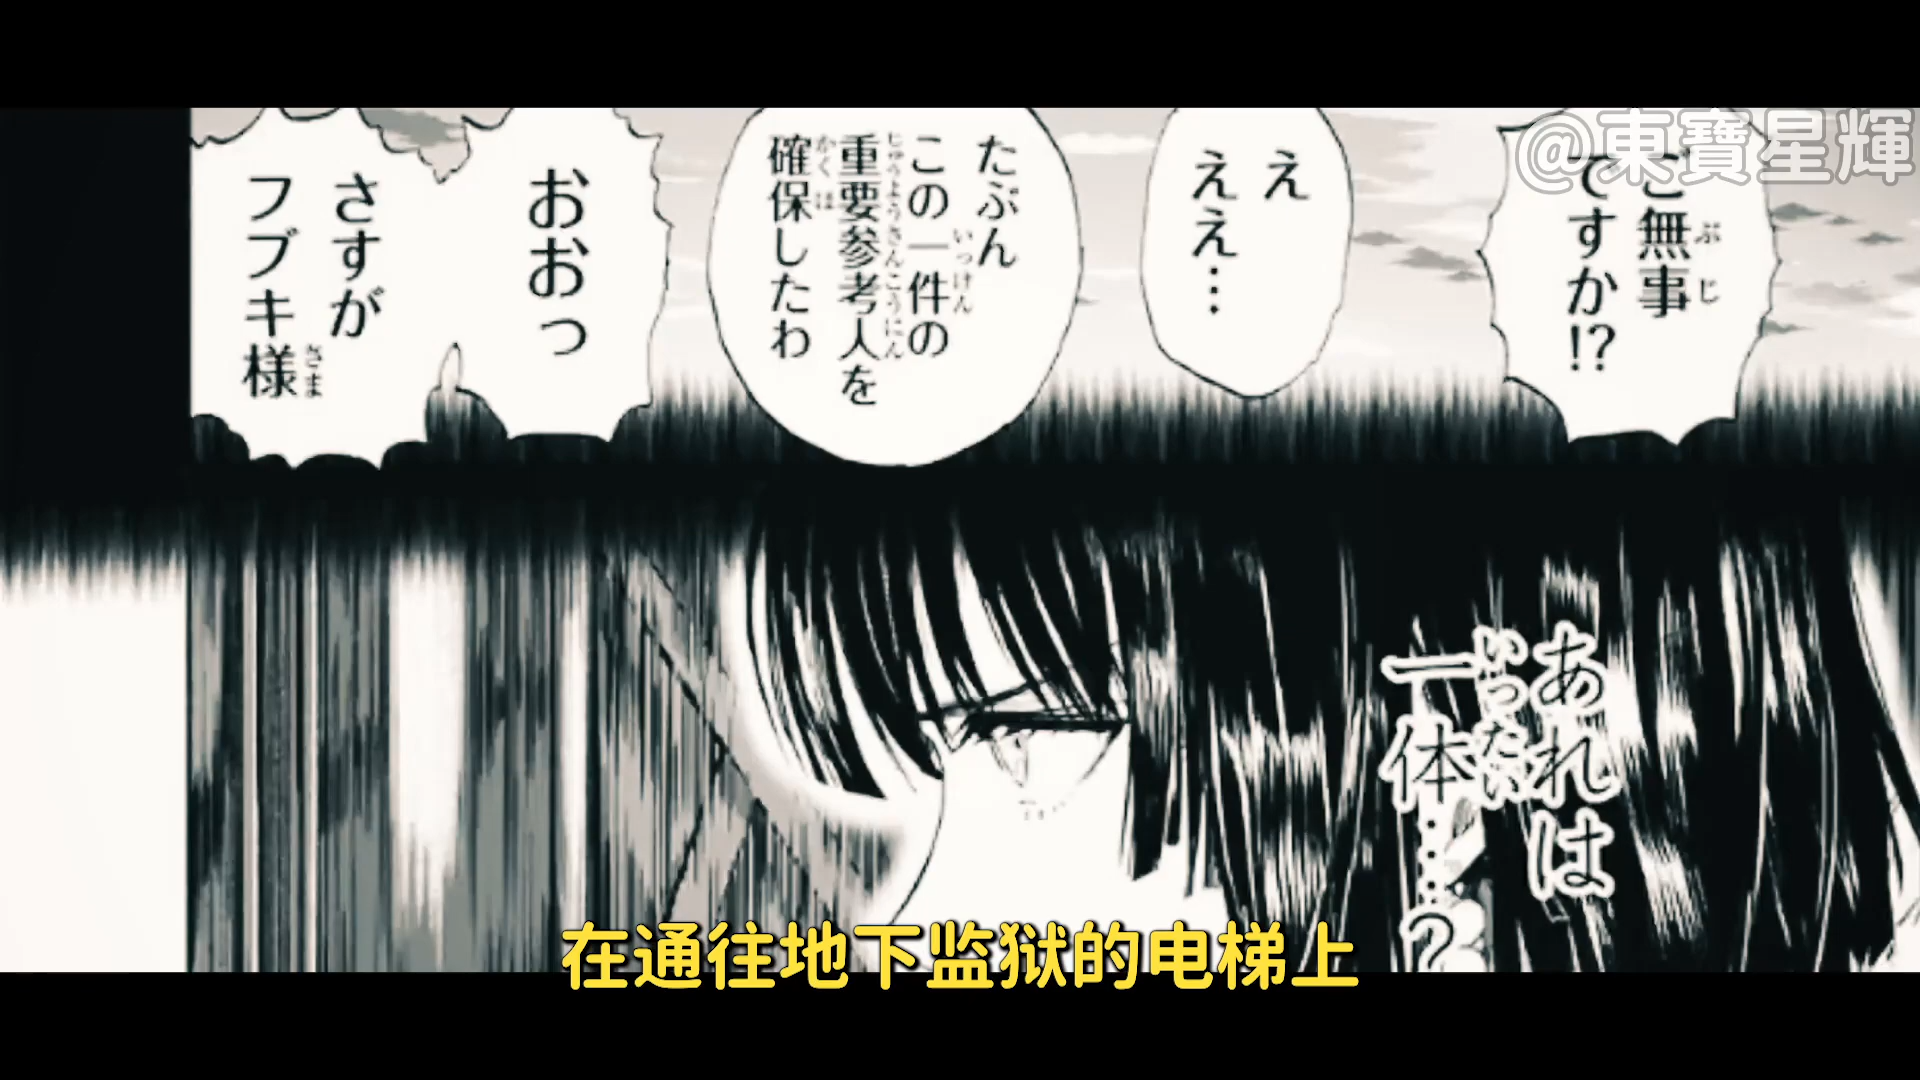 @東寶星輝
ご無事
ですか!?
え
ええ…
たぶん
この一件の
重要参考人を
確保したわ
おおっ
さすが
フブキ様
あれは
一体……?
在通往地下监狱的电梯上